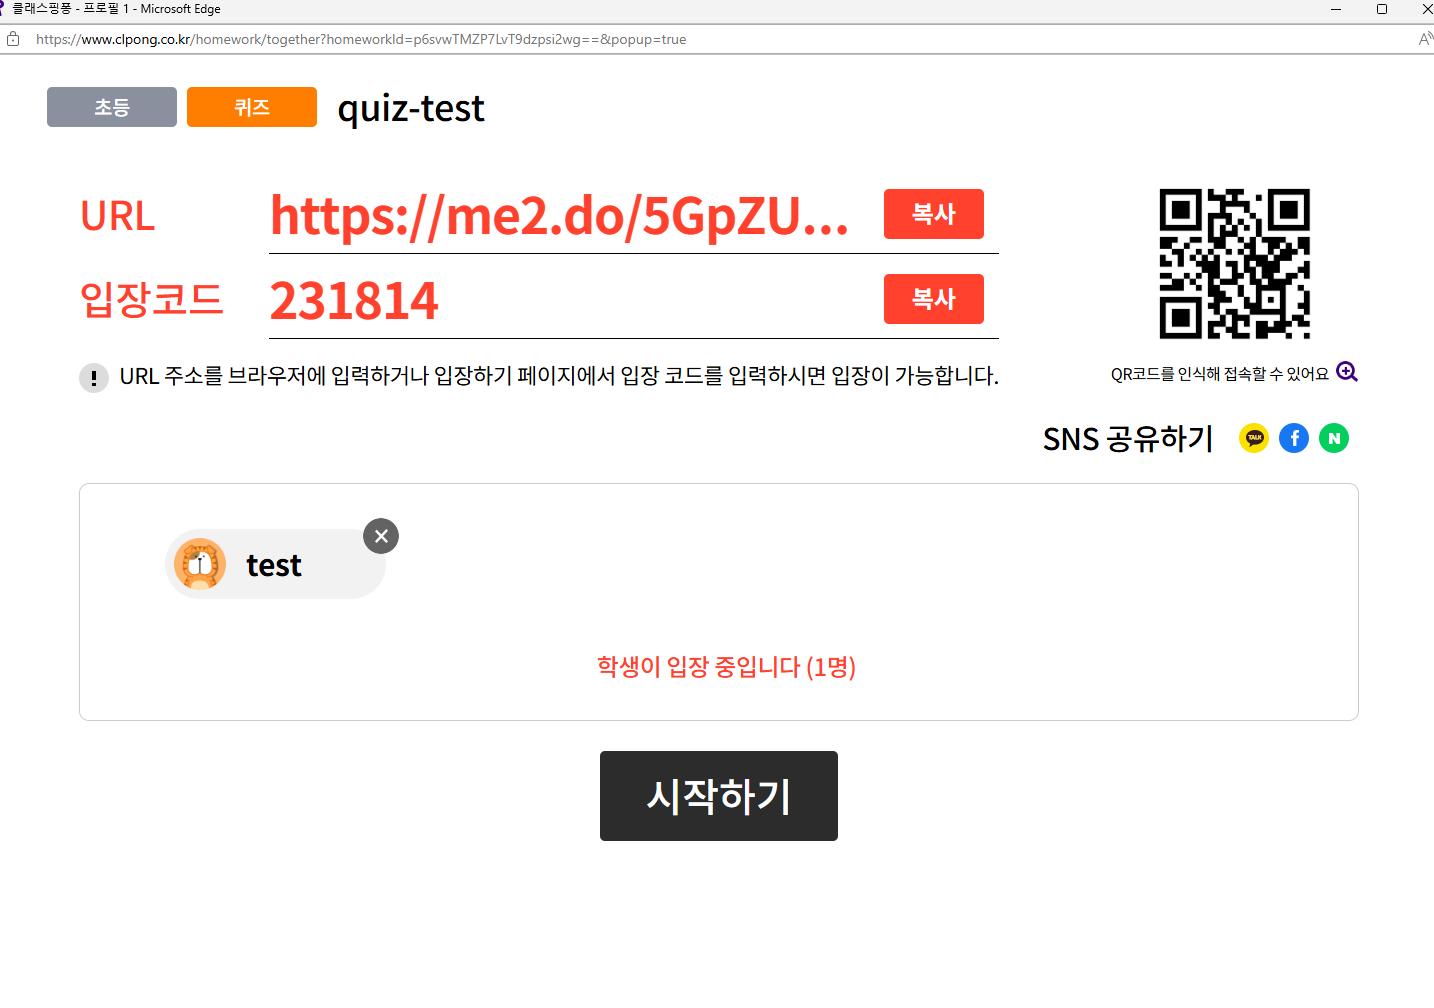 클래스핑퐁 - 프로필 1 - Microsoft Edge
https://www.clpong.co.kr/homework/together?homeworkId=p6svwTMZP7LvT9dzpsi2wg==&popup=true
초등 퀴즈 quiz-test
URL https://me2.do/5GpZU... 복사
입장코드 231814 복사
! URL 주소를 브라우저에 입력하거나 입장하기 페이지에서 입장 코드를 입력하시면 입장이 가능합니다.
QR코드를 인식해 접속할 수 있어요
SNS 공유하기 TALK f N
test
학생이 입장 중입니다 (1명)
시작하기